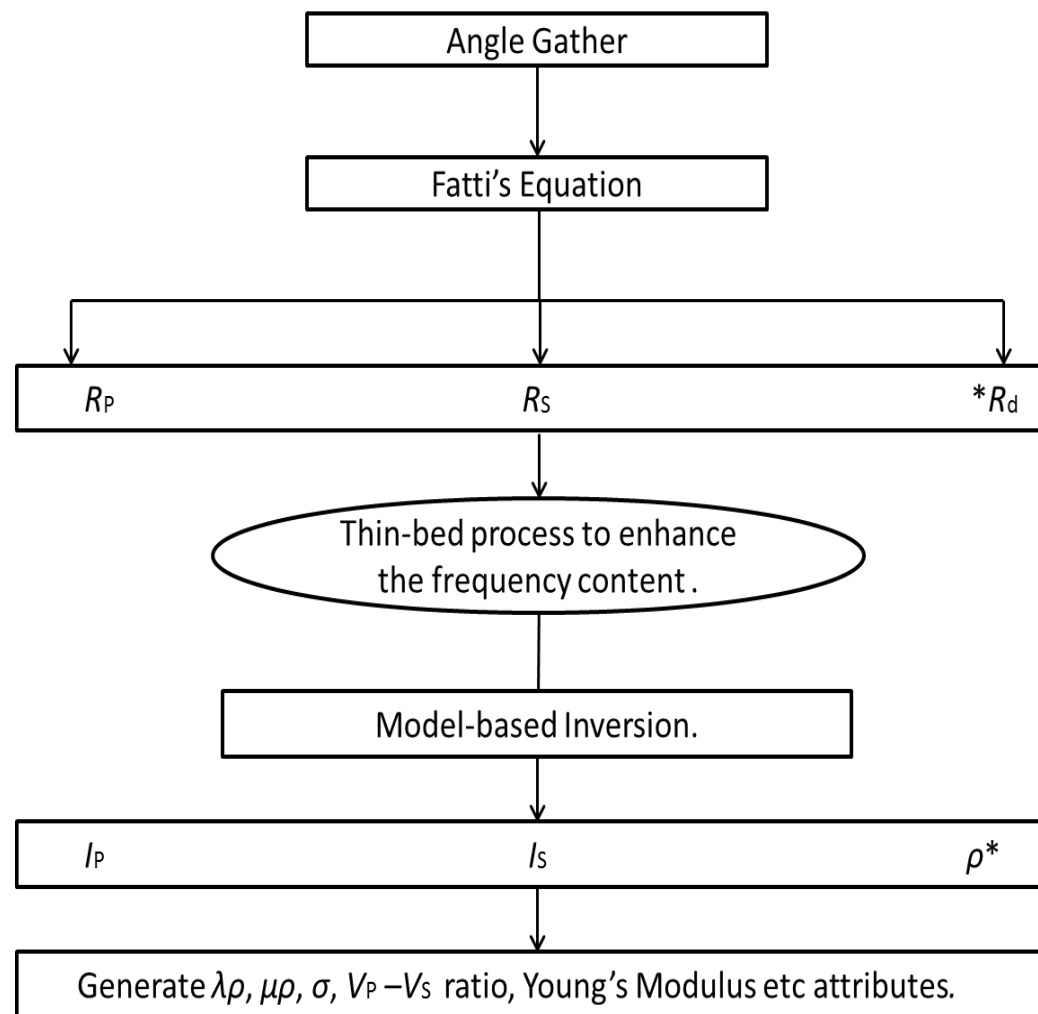 Angle Gather
Fatti’s Equation
RP RS *Rd
Thin-bed process to enhance
the frequency content .
Model-based Inversion.
IP IS ρ*
Generate λρ, μρ, σ, VP –VS ratio, Young’s Modulus etc attributes.